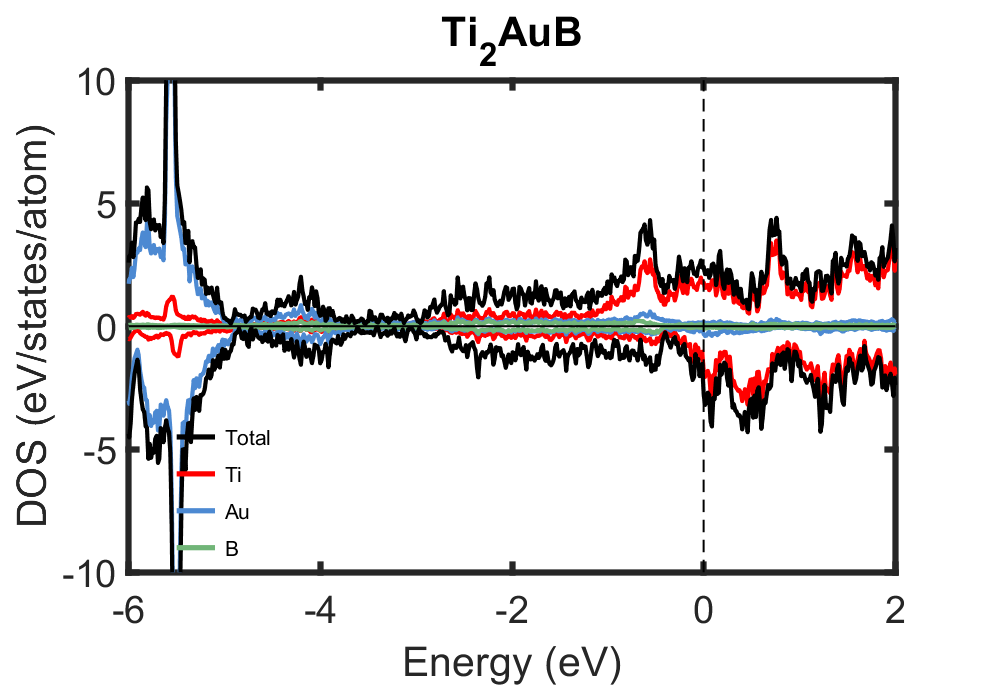 Ti2AuB
10
5
0
-5
-10
DOS (eV/states/atom)
Total
Ti
Au
B
-6
-4
-2
0
2
Energy (eV)